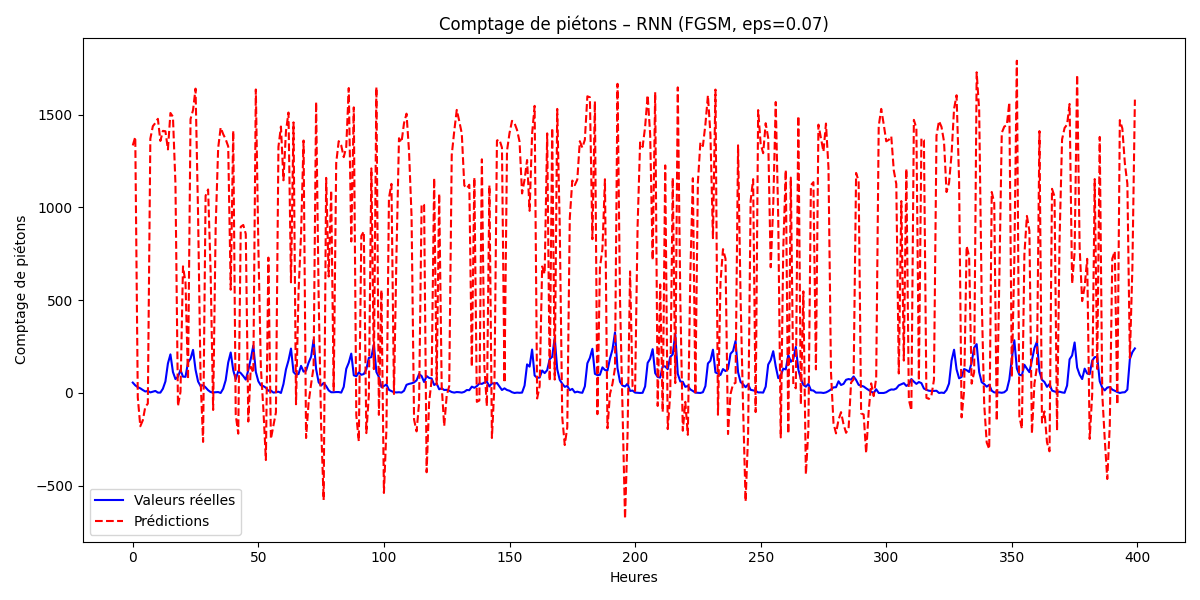 Comptage de piétons – RNN (FGSM, eps=0.07)
Comptage de piétons
1500
1000
500
0
−500
Valeurs réelles
Prédictions
0 50 100 150 200 250 300 350 400
Heures